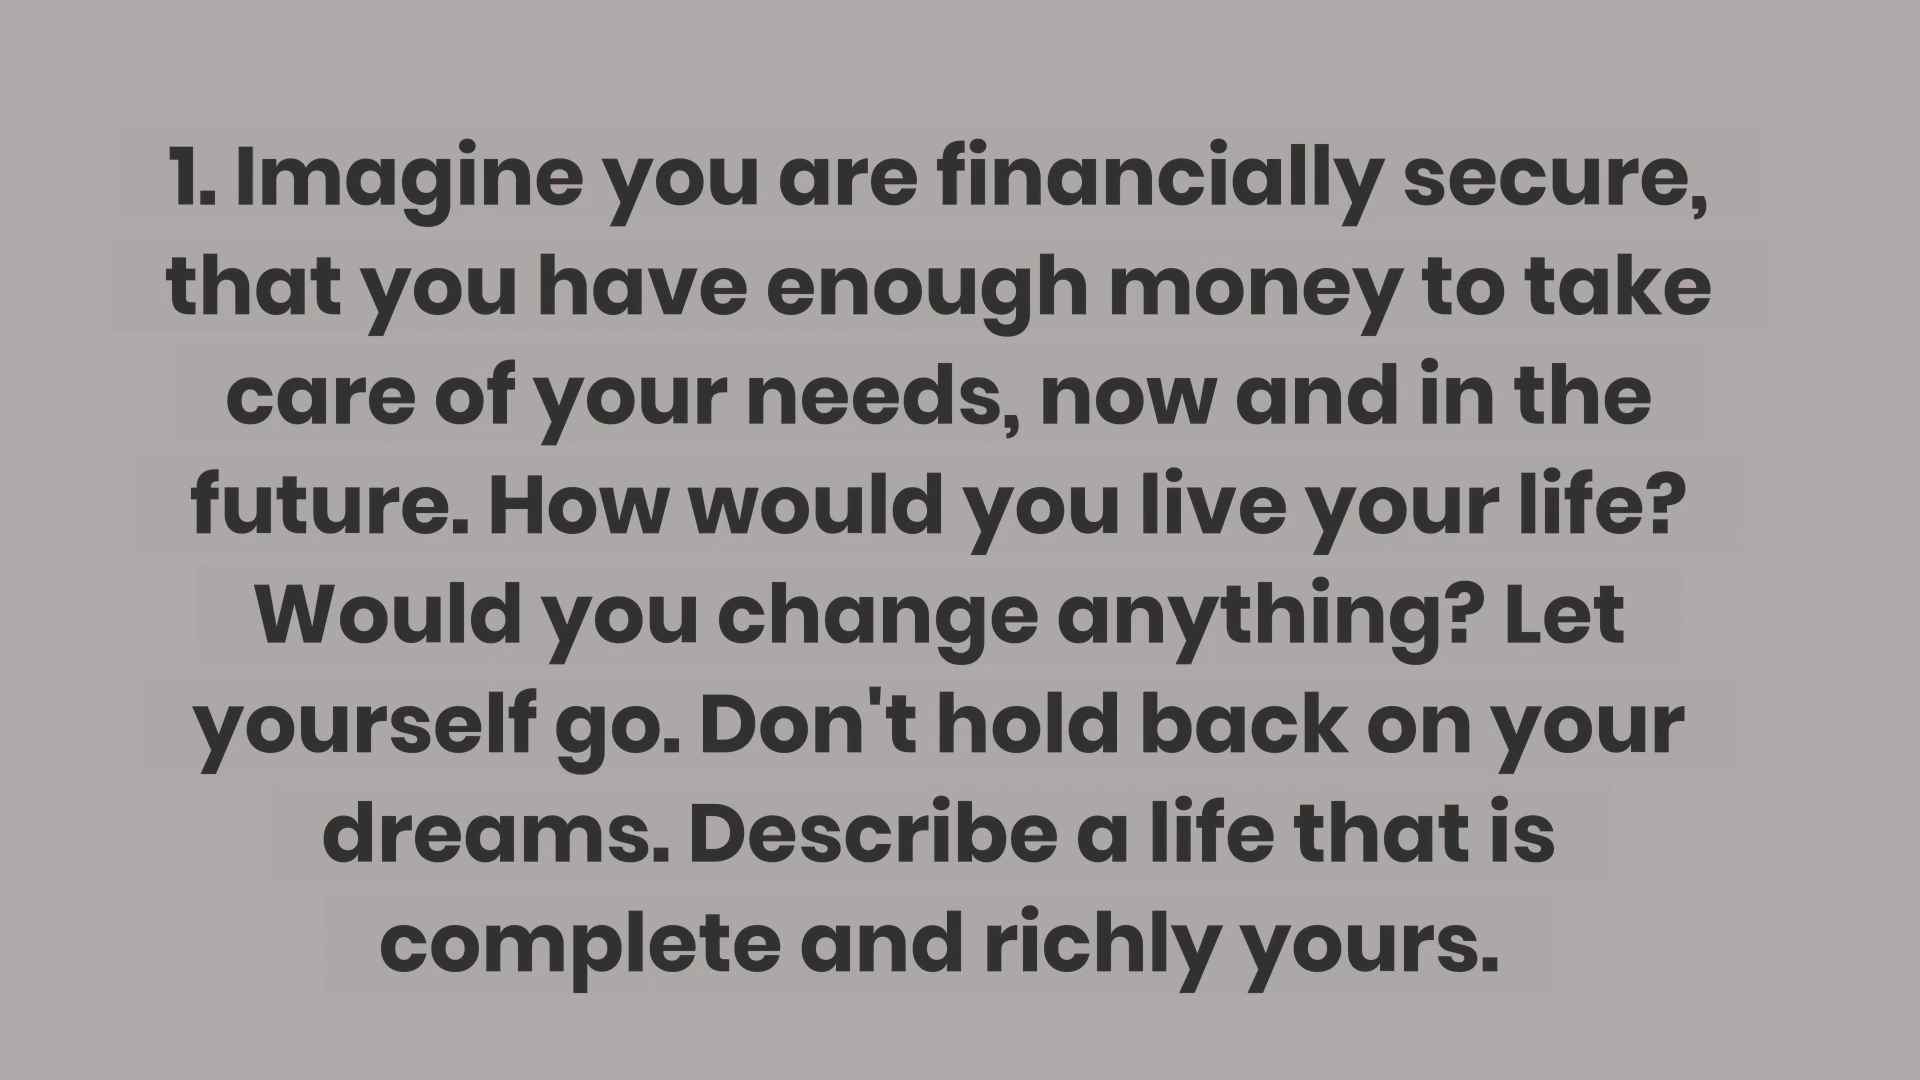 1. Imagine you are financially secure,
that you have enough money to take
care of your needs, now and in the
future. How would you live your life?
Would you change anything? Let
yourself go. Don't hold back on your
dreams. Describe a life that is
complete and richly yours.